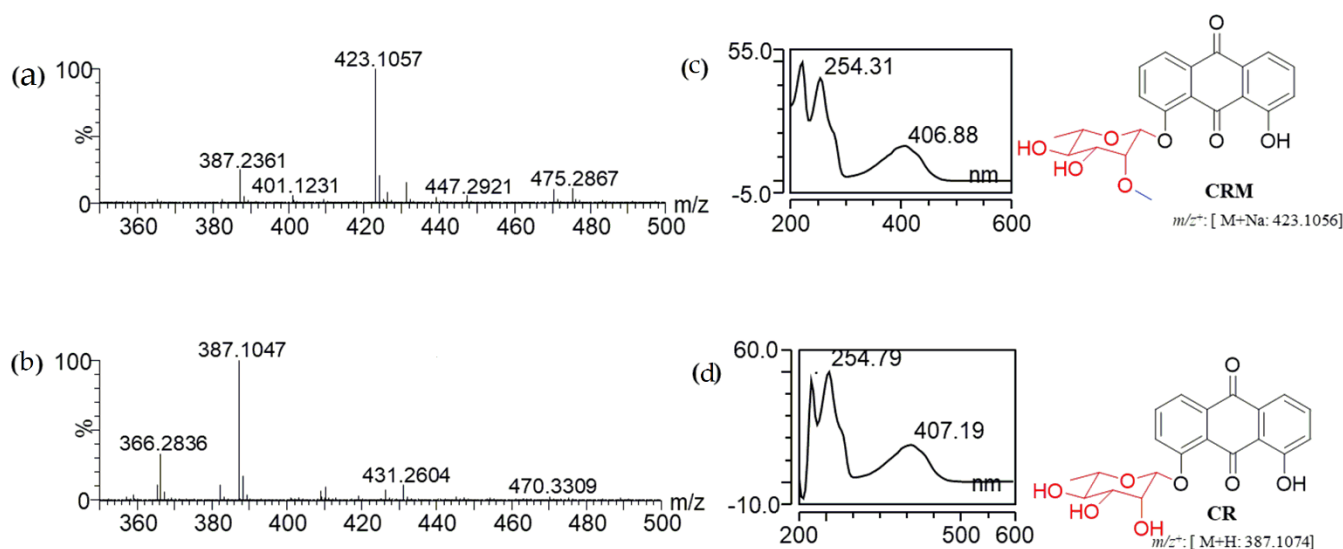 (a)
100
50
0
%
423.1057
387.2361
401.1231
447.2921
475.2867
360 380 400 420 440 460 480 500 m/z
(c)
55.0
-5.0
254.31
406.88
nm
200 400 600
O
O
O
O
OH
HO
HO
O
CRM
m/z⁺: [ M+Na: 423.1056]
(b)
100
50
0
%
387.1047
366.2836
431.2604
470.3309
360 380 400 420 440 460 480 500 m/z
(d)
60.0
-10.0
254.79
407.19
nm
200 400 500 600
O
O
O
O
OH
HO
HO
OH
CR
m/z⁺: [ M+H: 387.1074]